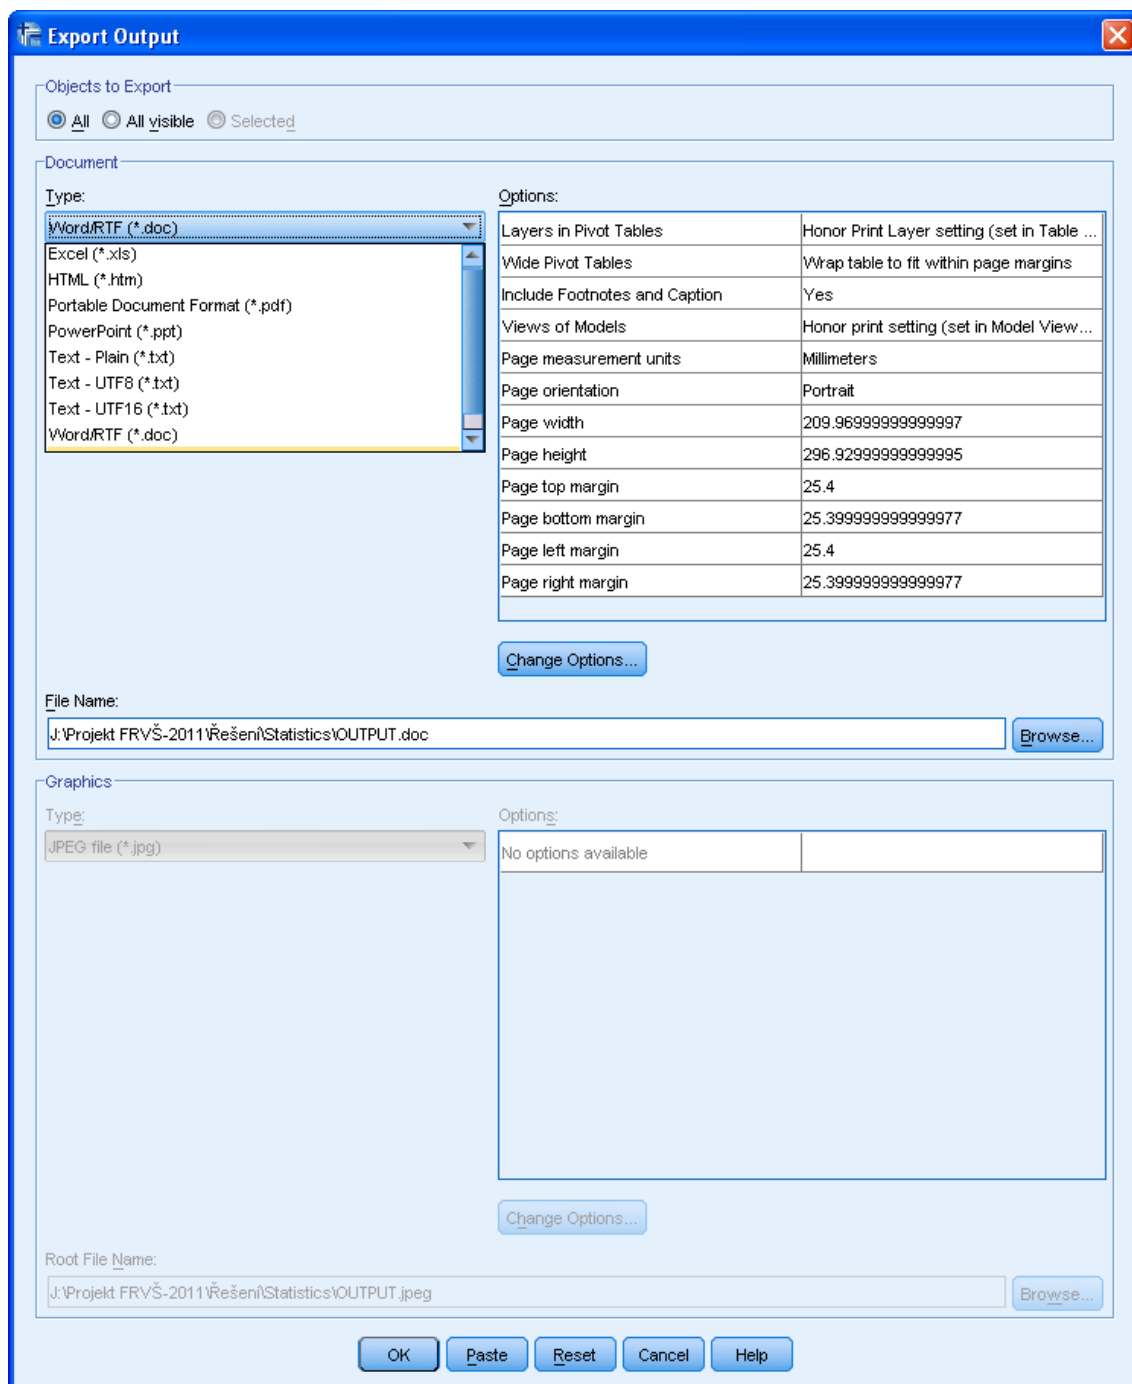 Export Output
Objects to Export
All All visible Selected
Document
Type:
Word/RTF (*.doc)
Excel (*.xls)
HTML (*.htm)
Portable Document Format (*.pdf)
PowerPoint (*.ppt)
Text - Plain (*.txt)
Text - UTF8 (*.txt)
Text - UTF16 (*.txt)
Word/RTF (*.doc)
Options:
Layers in Pivot Tables Honor Print Layer setting (set in Table ...
Wide Pivot Tables Wrap table to fit within page margins
Include Footnotes and Caption Yes
Views of Models Honor print setting (set in Model View...
Page measurement units Millimeters
Page orientation Portrait
Page width 209.96999999999997
Page height 296.92999999999995
Page top margin 25.4
Page bottom margin 25.399999999999977
Page left margin 25.4
Page right margin 25.399999999999977
Change Options...
File Name:
J:\Projekt FRVŠ-2011\Řešení\Statistics\OUTPUT.doc Browse...
Graphics
Type:
JPEG file (*.jpg)
Options:
No options available
Change Options...
Root File Name:
J:\Projekt FRVŠ-2011\Řešení\Statistics\OUTPUT.jpeg Browse...
OK Paste Reset Cancel Help